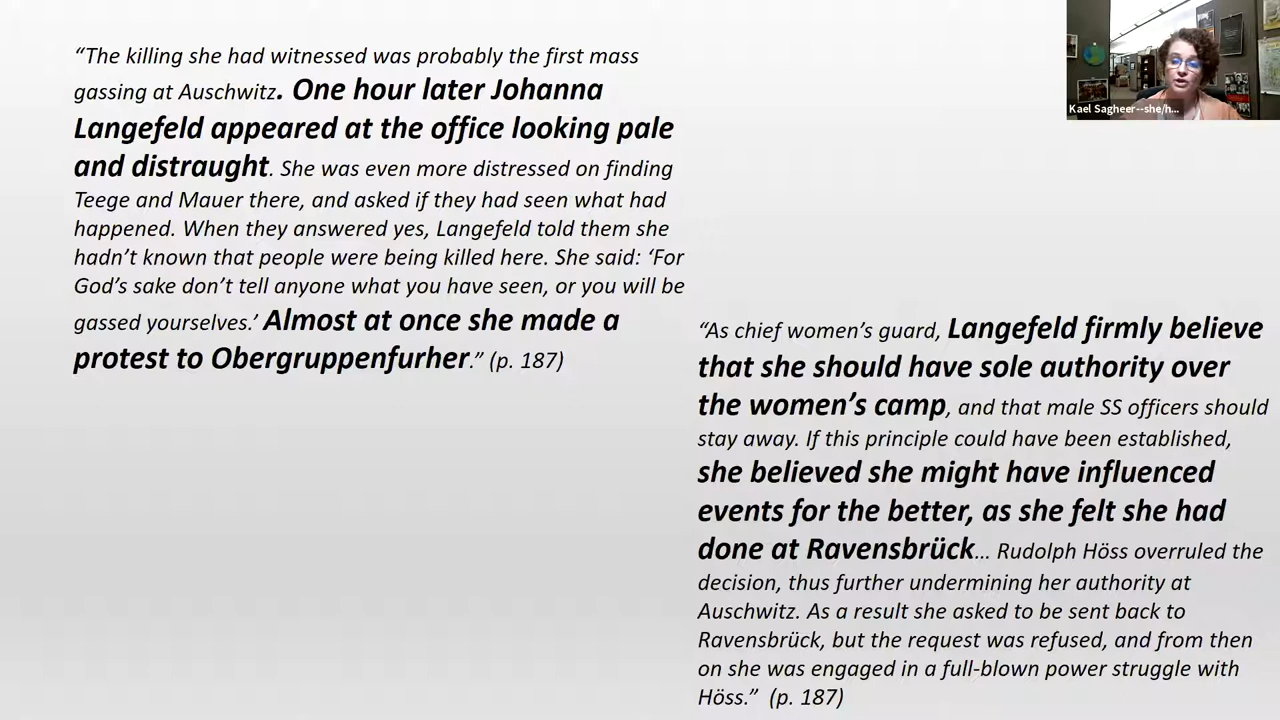 “The killing she had witnessed was probably the first mass
gassing at Auschwitz. One hour later Johanna
Langefeld appeared at the office looking pale
and distraught. She was even more distressed on finding
Teege and Mauer there, and asked if they had seen what had
happened. When they answered yes, Langefeld told them she
hadn’t known that people were being killed here. She said: ‘For
God’s sake don’t tell anyone what you have seen, or you will be
gassed yourselves.’ Almost at once she made a
protest to Obergruppenfurher.” (p. 187)
“As chief women’s guard, Langefeld firmly believe
that she should have sole authority over
the women’s camp, and that male SS officers should
stay away. If this principle could have been established,
she believed she might have influenced
events for the better, as she felt she had
done at Ravensbrück… Rudolph Höss overruled the
decision, thus further undermining her authority at
Auschwitz. As a result she asked to be sent back to
Ravensbrück, but the request was refused, and from then
on she was engaged in a full-blown power struggle with
Höss.” (p. 187)
Kael Sagheer--she/h...